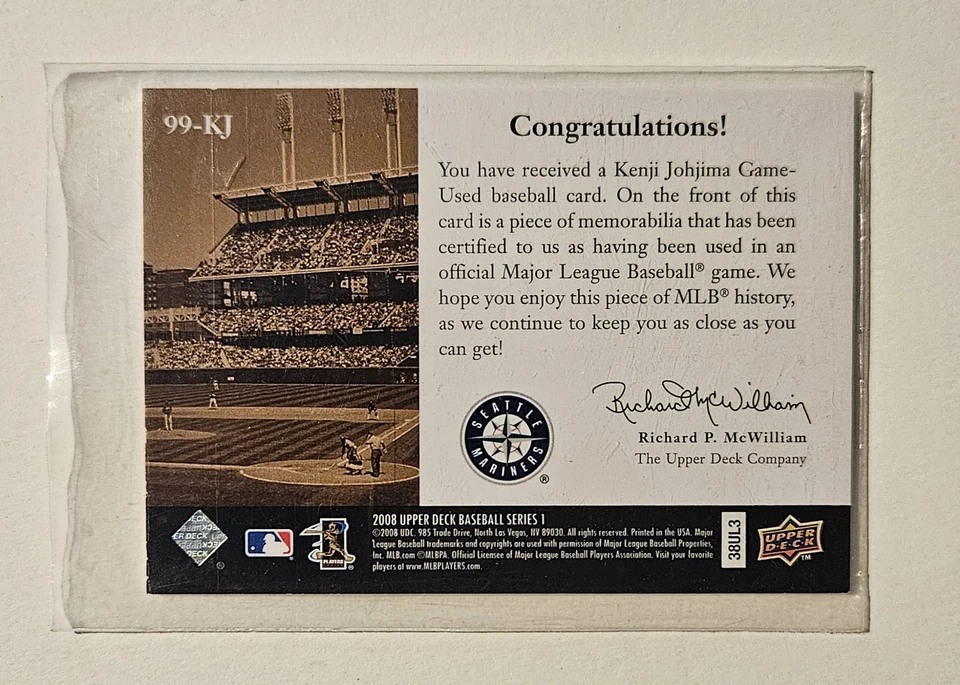 99-KJ
Congratulations!
You have received a Kenji Johjima Game-
Used baseball card. On the front of this
card is a piece of memorabilia that has been
certified to us as having been used in an
official Major League Baseball® game. We
hope you enjoy this piece of MLB® history,
as we continue to keep you as close as you
can get!
SEATTLE
MARINERS
®
Richard McWilliam
Richard P. McWilliam
The Upper Deck Company
2008 UPPER DECK BASEBALL SERIES 1
©2008 UDC. 985 Trade Drive, North Las Vegas, NV 89030. All rights reserved. Printed in the USA. Major
League Baseball trademarks and copyrights are used with permission of Major League Baseball Properties,
Inc. MLB.com ©MLBPA. Official Licensee of Major League Baseball Players Association. Visit your favorite
players at www.MLBPLAYERS.com.
PLAYERS
DECK
38UL3
UPPER
DECK
TM